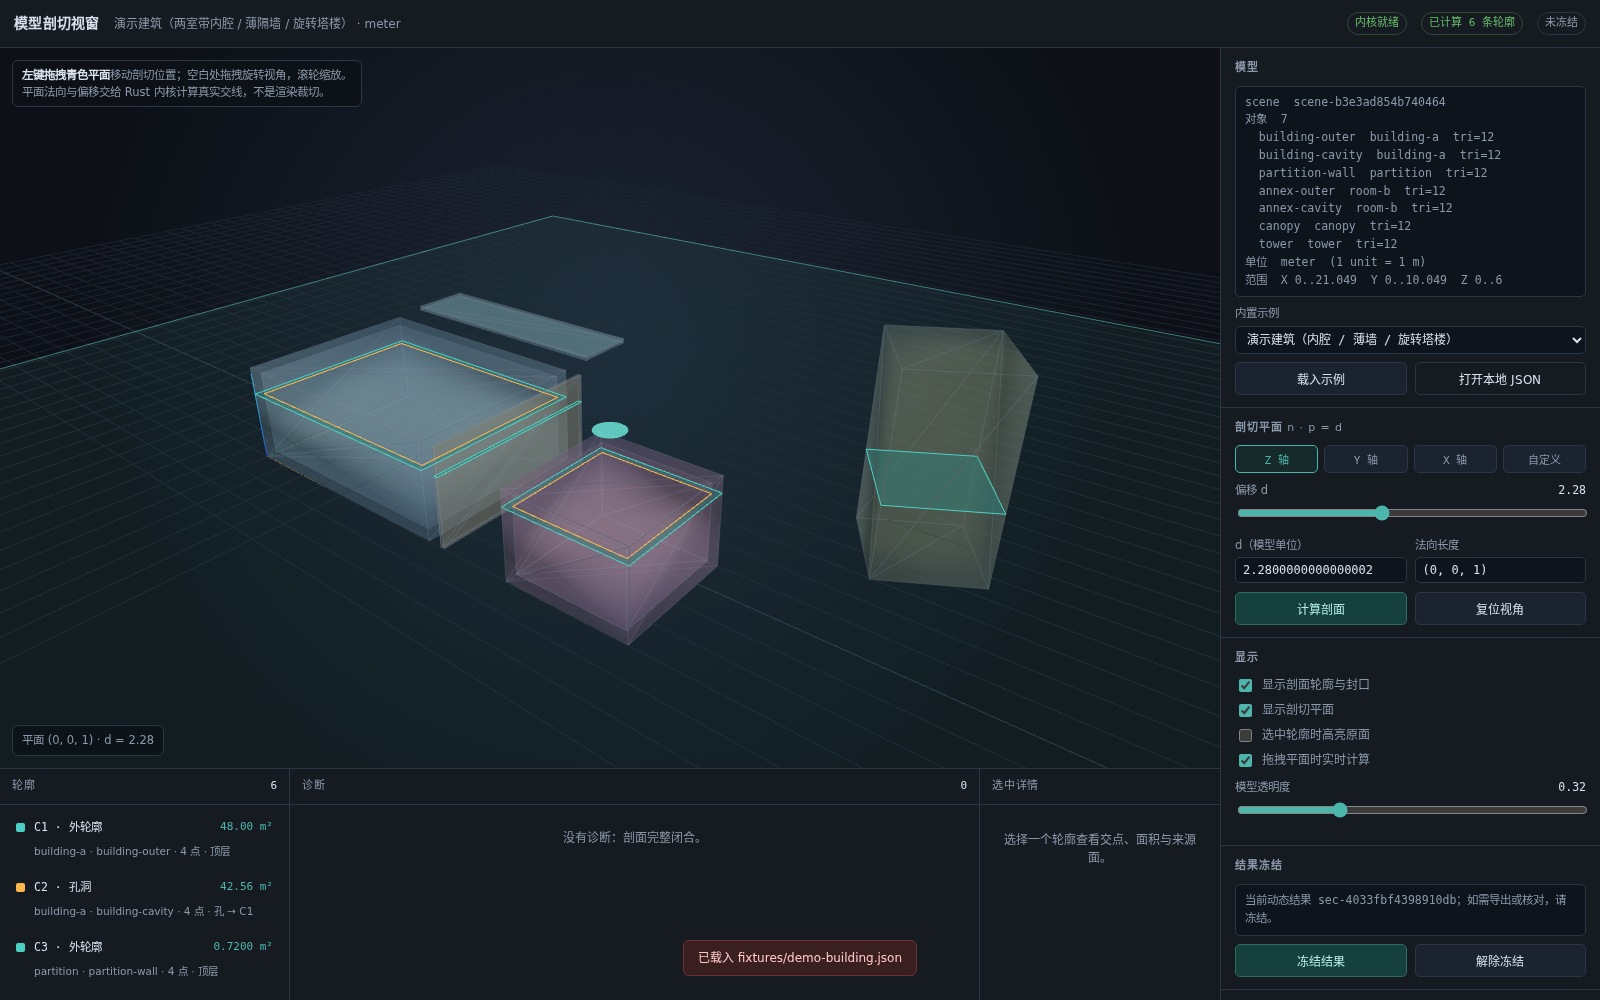 模型剖切视窗 演示建筑（两室带内腔 / 薄隔墙 / 旋转塔楼） · meter
内核就绪 已计算 6 条轮廓 未冻结
左键拖拽青色平面移动剖切位置；空白处拖拽旋转视角，滚轮缩放。
平面法向与偏移交给 Rust 内核计算真实交线，不是渲染裁切。
平面 (0, 0, 1) · d = 2.28
轮廓 6
C1 · 外轮廓 48.00 m²
building-a · building-outer · 4 点 · 顶层
C2 · 孔洞 42.56 m²
building-a · building-cavity · 4 点 · 孔 → C1
C3 · 外轮廓 0.7200 m²
partition · partition-wall · 4 点 · 顶层
诊断 0
没有诊断：剖面完整闭合。
已载入 fixtures/demo-building.json
选中详情
选择一个轮廓查看交点、面积与来源
面。
模型
scene scene-b3e3ad854b740464
对象 7
building-outer building-a tri=12
building-cavity building-a tri=12
partition-wall partition tri=12
annex-outer room-b tri=12
annex-cavity room-b tri=12
canopy canopy tri=12
tower tower tri=12
单位 meter (1 unit = 1 m)
范围 X 0..21.049 Y 0..10.049 Z 0..6
内置示例
演示建筑（内腔 / 薄墙 / 旋转塔楼）
载入示例 打开本地 JSON
剖切平面 n · p = d
Z 轴 Y 轴 X 轴 自定义
偏移 d 2.28
d（模型单位） 法向长度
2.2800000000000002 (0, 0, 1)
计算剖面 复位视角
显示
显示剖面轮廓与封口
显示剖切平面
选中轮廓时高亮原面
拖拽平面时实时计算
模型透明度 0.32
结果冻结
当前动态结果 sec-4033fbf4398910db；如需导出或核对，请
冻结。
冻结结果 解除冻结